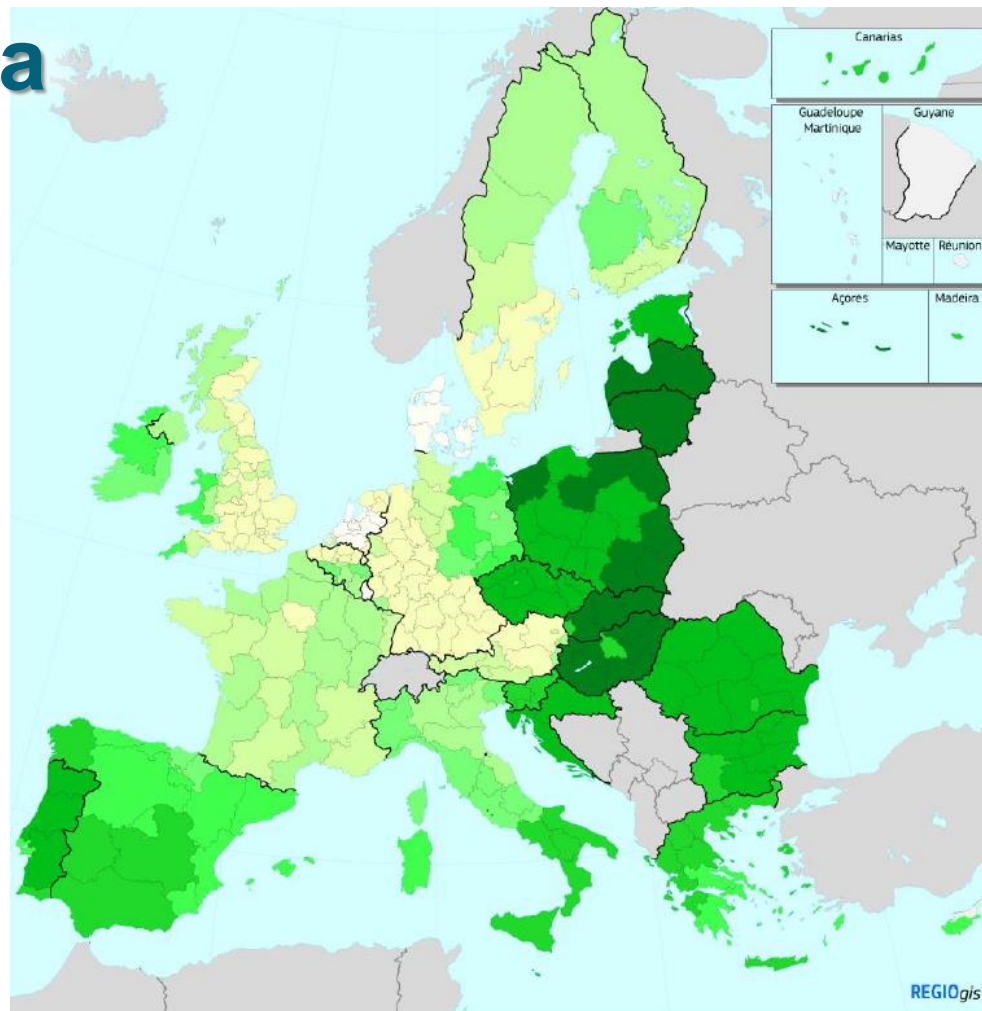 a
Canarias
Guadeloupe
Martinique
Guyane
Mayotte
Réunion
Açores
Madeira
REGIOgis